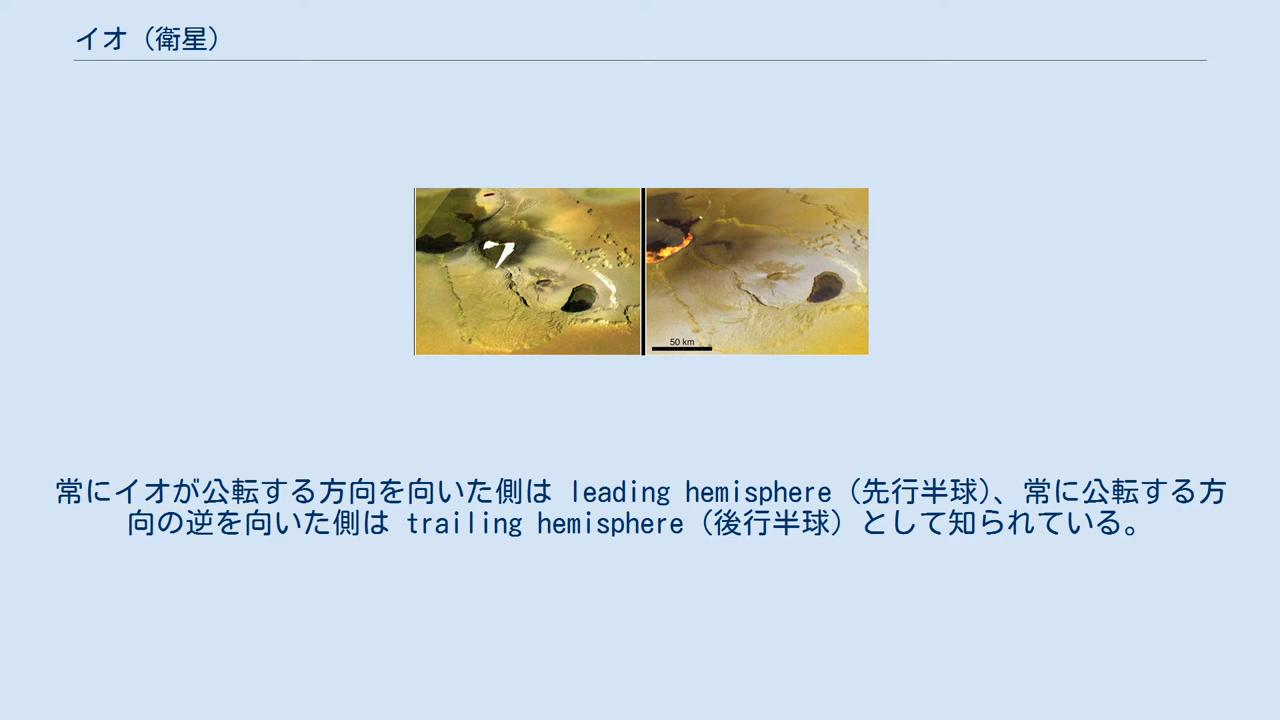 イオ（衛星）
50 km
常にイオが公転する方向を向いた側は leading hemisphere（先行半球）、常に公転する方
向の逆を向いた側は trailing hemisphere（後行半球）として知られている。